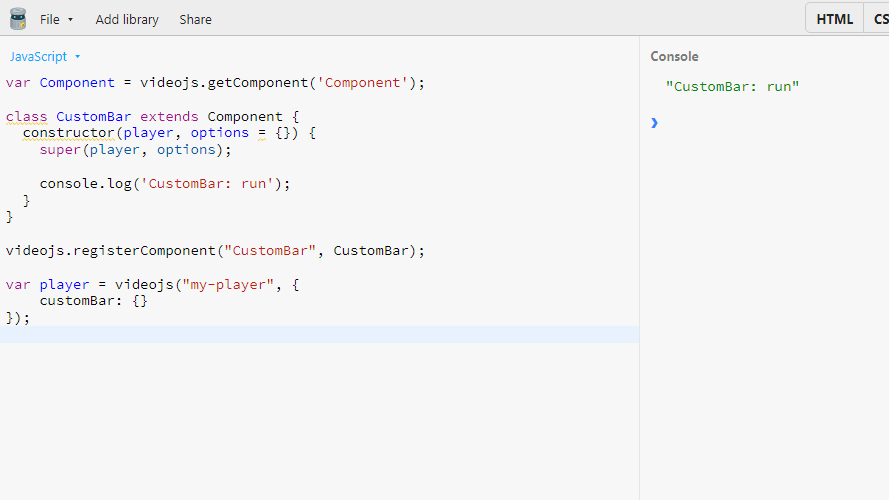 File Add library Share HTML CS
JavaScript
Console
var Component = videojs.getComponent('Component');
"CustomBar: run"
class CustomBar extends Component {
constructor(player, options = {}) {
super(player, options);
console.log('CustomBar: run');
}
}
videojs.registerComponent("CustomBar", CustomBar);
var player = videojs("my-player", {
customBar: {}
});